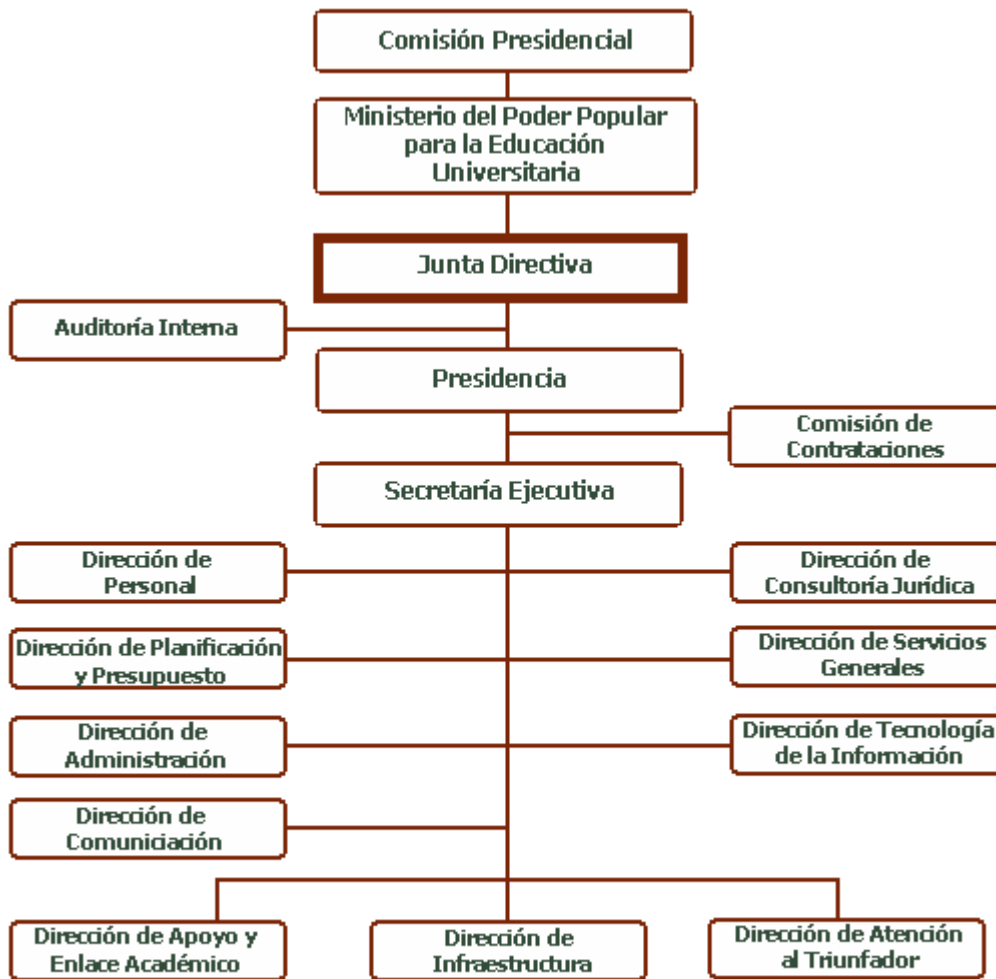 Comisión Presidencial
Ministerio del Poder Popular
para la Educación
Universitaria
Junta Directiva
Auditoría Interna
Presidencia
Comisión de
Contrataciones
Secretaría Ejecutiva
Dirección de
Personal
Dirección de
Consultoría Jurídica
Dirección de Planificación
y Presupuesto
Dirección de Servicios
Generales
Dirección de
Administración
Dirección de Tecnología
de la Información
Dirección de
Comuniciación
Dirección de Apoyo y
Enlace Académico
Dirección de
Infraestructura
Dirección de Atención
al Triunfador